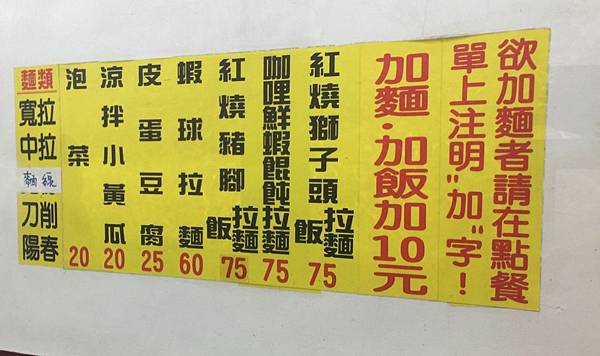 欲加麵者請在點餐
單上注明"加"字!
加麵·加飯加10元
紅燒獅子頭拉麵飯 75
咖哩鮮蝦餛飩拉麵 75
紅燒豬腳拉麵飯 75
蝦球拉麵 60
皮蛋豆腐 25
涼拌小黃瓜 20
泡菜 20
麵類
寬拉
中拉
麵線
刀削
陽春